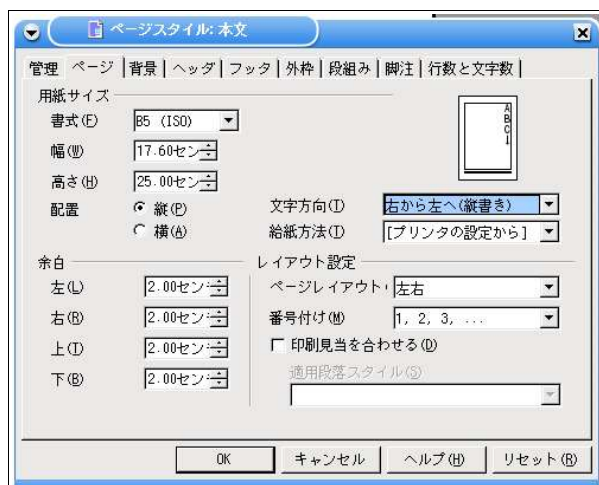 ページスタイル: 本文
管理 ページ 背景 ヘッダ フッタ 外枠 段組み 脚注 行数と文字数
用紙サイズ
書式(F) B5 (ISO)
幅(W) 17.60セン
高さ(H) 25.00セン
配置 縦(P)
横(A)
A
B
C
文字方向(T) 右から左へ(縦書き)
給紙方法(T) [プリンタの設定から]
余白
左(L) 2.00セン
右(R) 2.00セン
上(T) 2.00セン
下(B) 2.00セン
レイアウト設定
ページレイアウト 左右
番号付け(M) 1, 2, 3, ...
印刷見当を合わせる(D)
適用段落スタイル(S)
OK キャンセル ヘルプ(H) リセット(R)